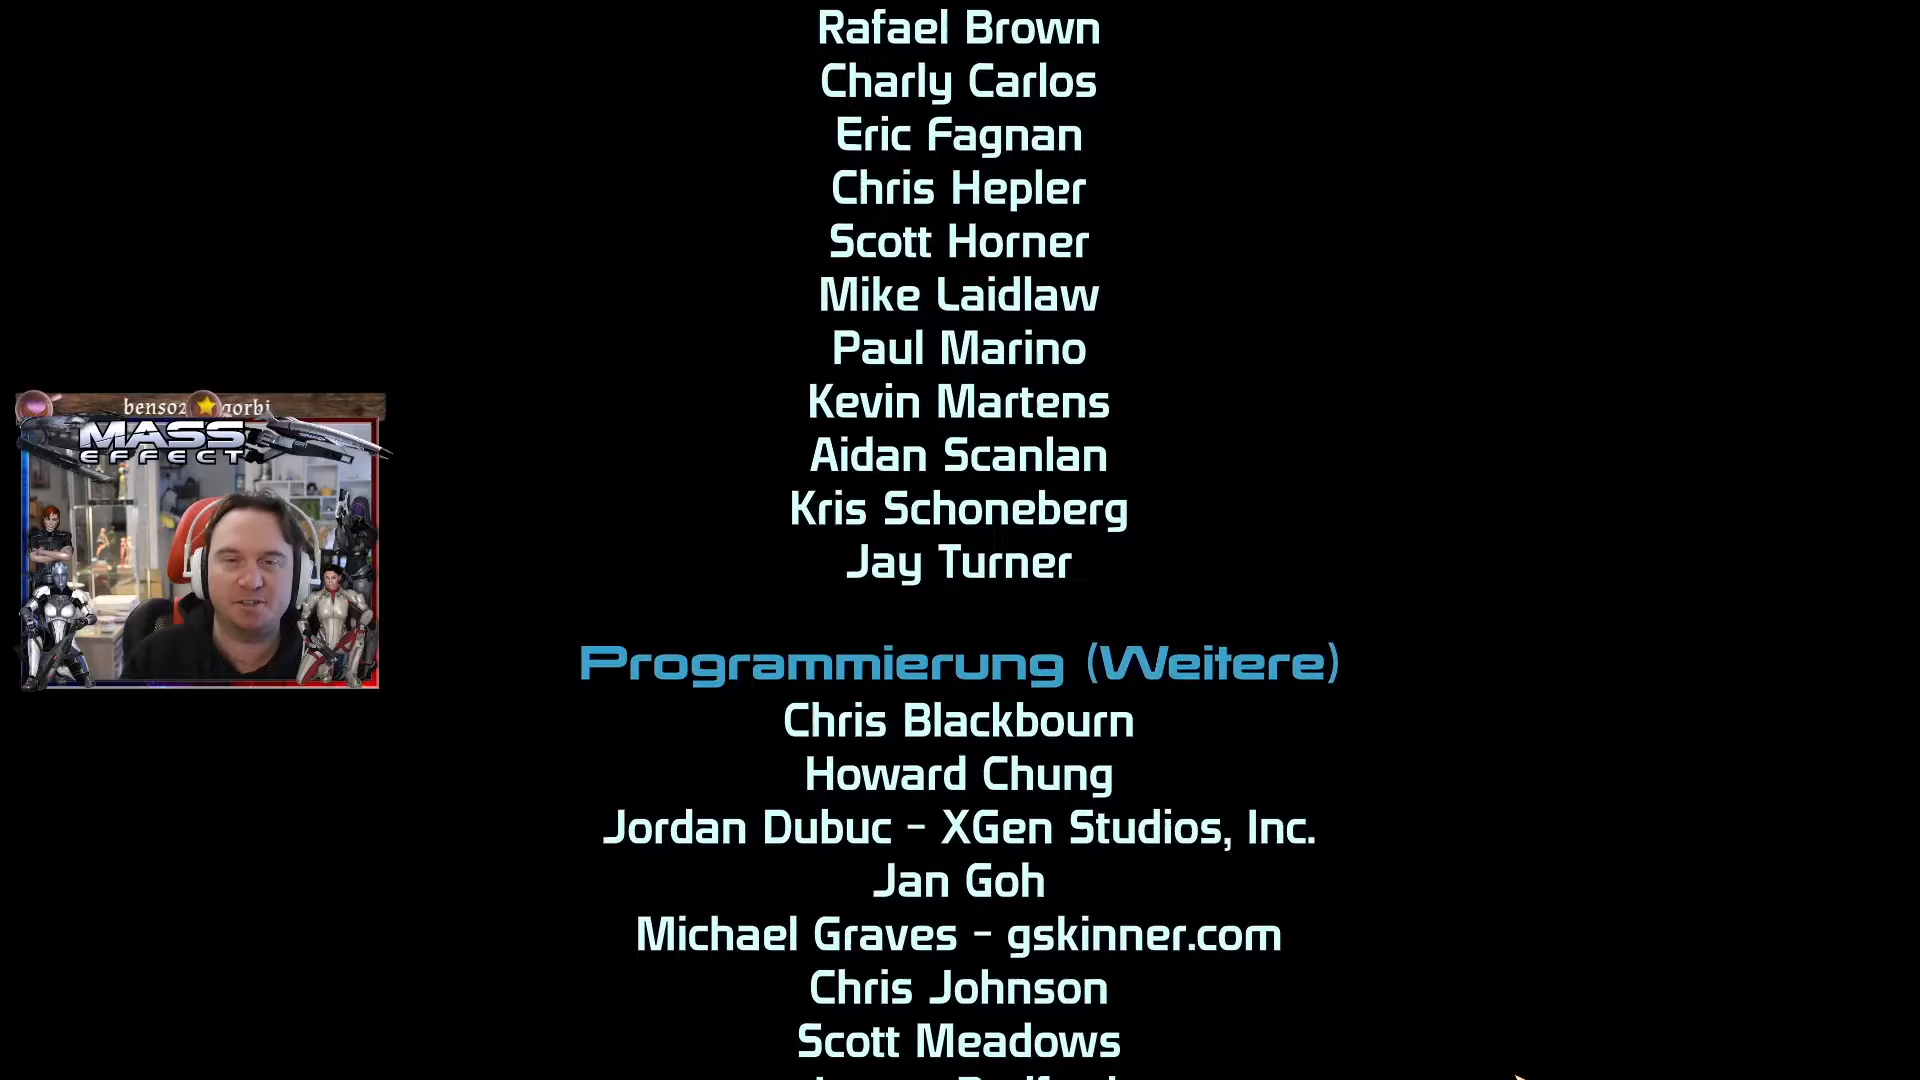 Rafael Brown
Charly Carlos
Eric Fagnan
Chris Hepler
Scott Horner
Mike Laidlaw
Paul Marino
Kevin Martens
Aidan Scanlan
Kris Schoneberg
Jay Turner
MASS
EFFECT
Programmierung (Weitere)
Chris Blackbourn
Howard Chung
Jordan Dubuc - XGen Studios, Inc.
Jan Goh
Michael Graves - gskinner.com
Chris Johnson
Scott Meadows